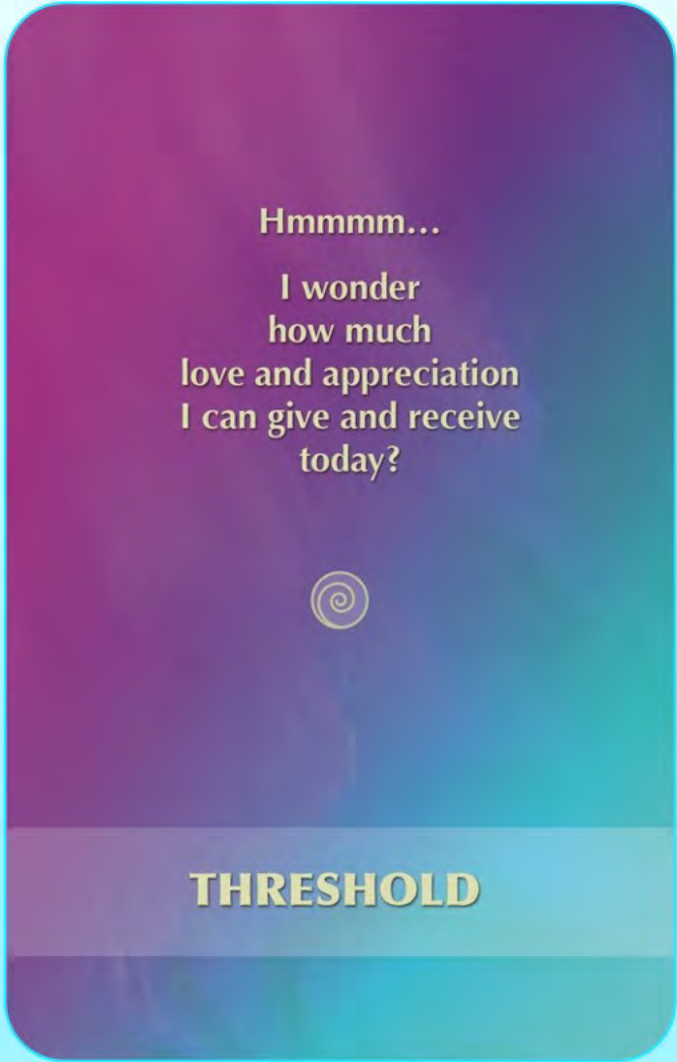 Hmmmm...
I wonder
how much
love and appreciation
I can give and receive
today?
THRESHOLD